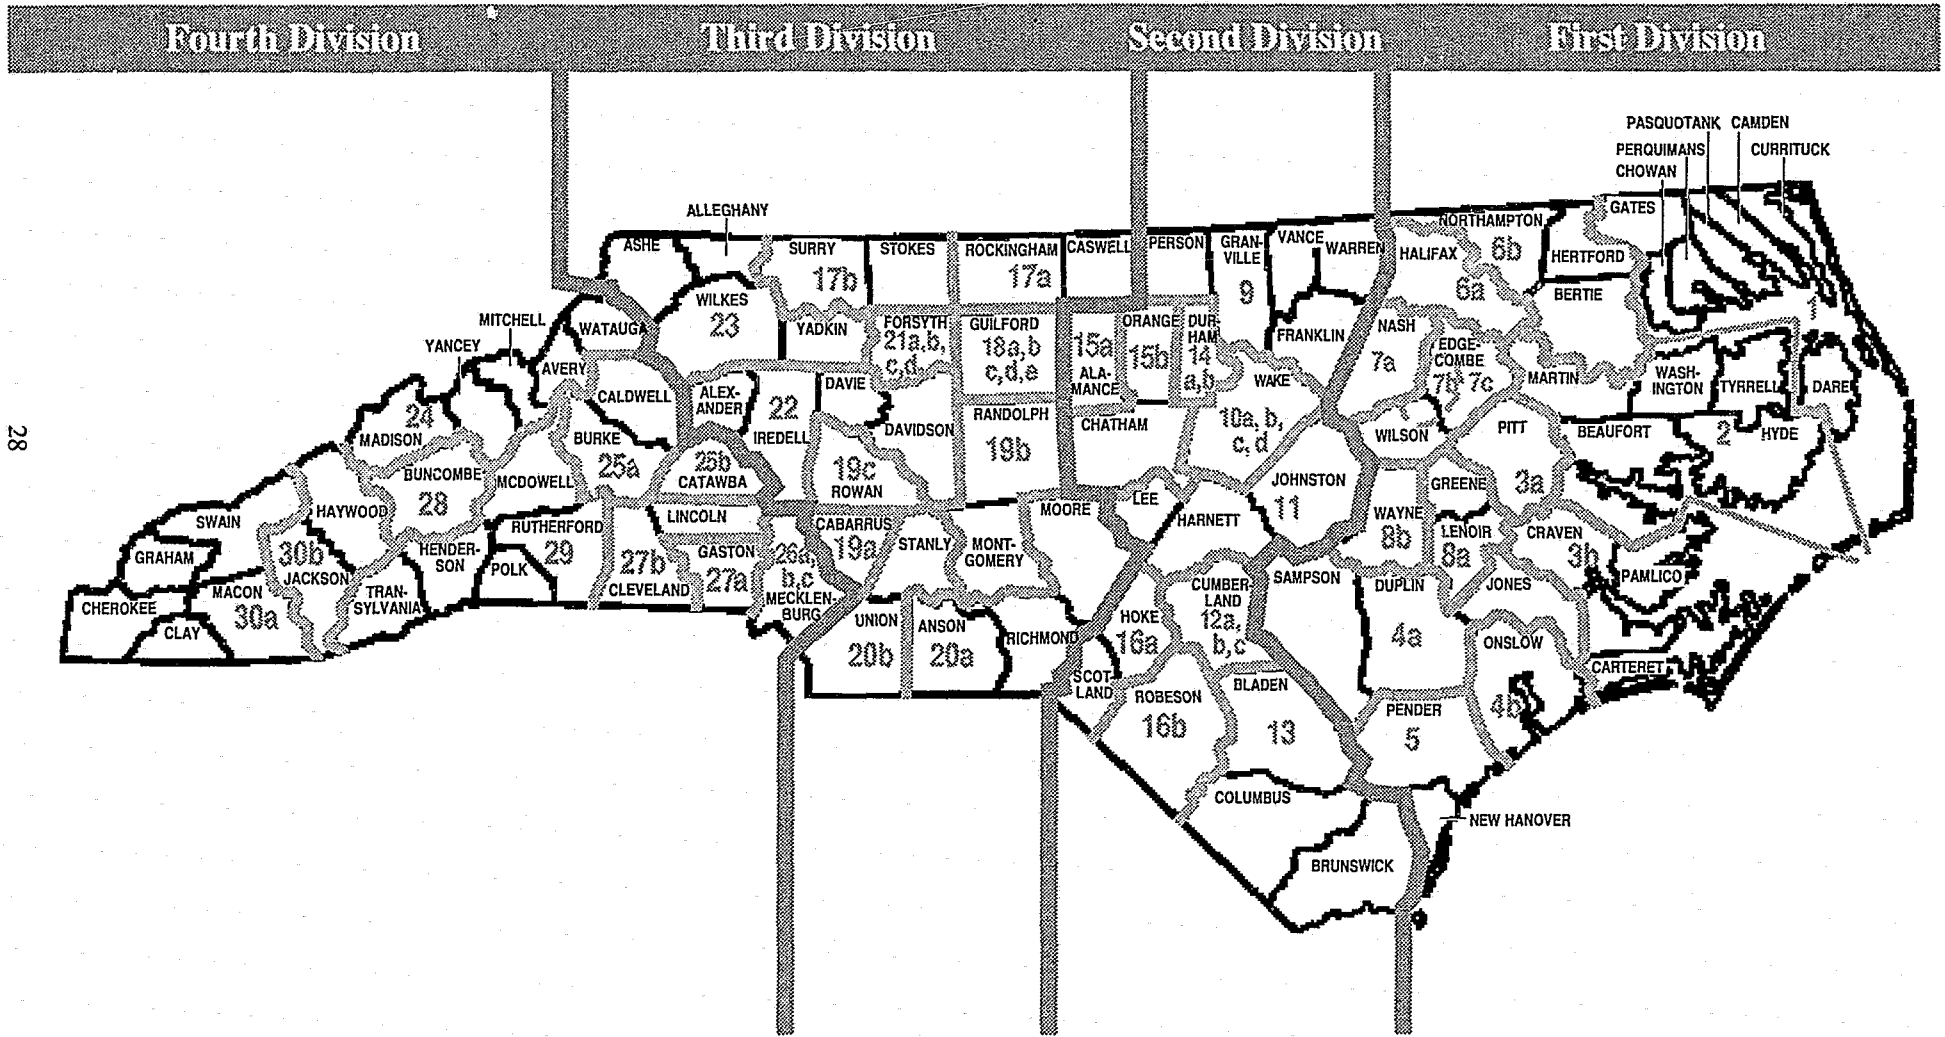 Fourth Division
Third Division
Second Division
First Division
PASQUOTANK
CAMDEN
PERQUIMANS
CURRITUCK
CHOWAN
ALLEGHANY
GATES
NORTHAMPTON
6b
ASHE
SURRY
17b
STOKES
ROCKINGHAM
17a
CASWELL
PERSON
GRAN-
VILLE
9
VANCE
WARREN
HALIFAX
6a
HERTFORD
BERTIE
1
WILKES
23
MITCHELL
WATAUGA
YADKIN
FORSYTH
21a,b,
c,d,
GUILFORD
18a,b
c,d,e
15a
ALA-
MANCE
ORANGE
15b
DUR-
HAM
14
a,b
FRANKLIN
NASH
7a
EDGE-
COMBE
7b
7c
MARTIN
WASH-
INGTON
TYRRELL
DARE
YANCEY
AVERY
CALDWELL
ALEX-
ANDER
22
IREDELL
DAVIE
DAVIDSON
RANDOLPH
19b
CHATHAM
WAKE
10a, b,
c, d
WILSON
PITT
3a
BEAUFORT
2
HYDE
28
24
MADISON
BURKE
25a
25b
CATAWBA
19c
ROWAN
BUNCOMBE
28
MCDOWELL
JOHNSTON
11
GREENE
LEE
MOORE
HAYWOOD
SWAIN
RUTHERFORD
29
LINCOLN
CABARRUS
19a
STANLY
MONT-
GOMERY
HARNETT
WAYNE
8b
LENOIR
8a
CRAVEN
3b
GRAHAM
30b
JACKSON
HENDER-
SON
POLK
27b
CLEVELAND
GASTON
27a
26a,
b,c
MECKLEN-
BURG
CUMBER-
LAND
12a,
b,c
SAMPSON
DUPLIN
4a
JONES
PAMLICO
CHEROKEE
CLAY
MACON
30a
TRAN-
SYLVANIA
UNION
20b
ANSON
20a
RICHMOND
HOKE
16a
SCOT-
LAND
ONSLOW
4b
CARTERET
ROBESON
16b
BLADEN
13
PENDER
5
COLUMBUS
NEW HANOVER
BRUNSWICK